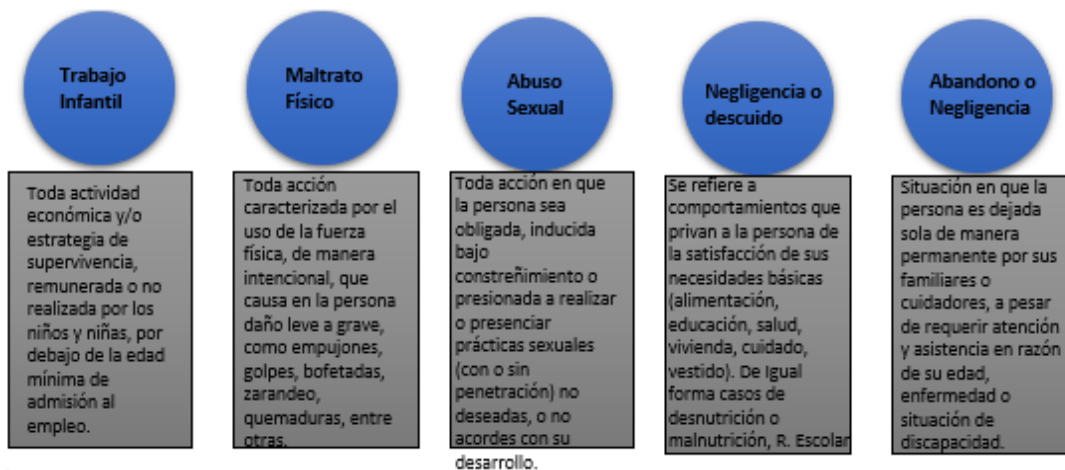 Trabajo
Infantil
Toda actividad
económica y/o
estrategia de
supervivencia,
remunerada o no
realizada por los
niños y niñas, por
debajo de la edad
mínima de
admisión al
empleo.
Maltrato
Físico
Toda acción
caracterizada por el
uso de la fuerza
física, de manera
intencional, que
causa en la persona
daño leve a grave,
como empujones,
golpes, bofetadas,
zarandeo,
quemaduras, entre
otras.
Abuso
Sexual
Toda acción en que
la persona sea
obligada, inducida
bajo
constreñimiento o
presionada a realizar
o presenciar
prácticas sexuales
(con o sin
penetración) no
deseadas, o no
acordes con su
desarrollo.
Negligencia o
descuido
Se refiere a
comportamientos que
privan a la persona de
la satisfacción de sus
necesidades básicas
(alimentación,
educación, salud,
vivienda, cuidado,
vestido). De Igual
forma casos de
desnutrición o
malnutrición, R. Escolar
Abandono o
Negligencia
Situación en que la
persona es dejada
sola de manera
permanente por sus
familiares o
cuidadores, a pesar
de requerir atención
y asistencia en razón
de su edad,
enfermedad o
situación de
discapacidad.